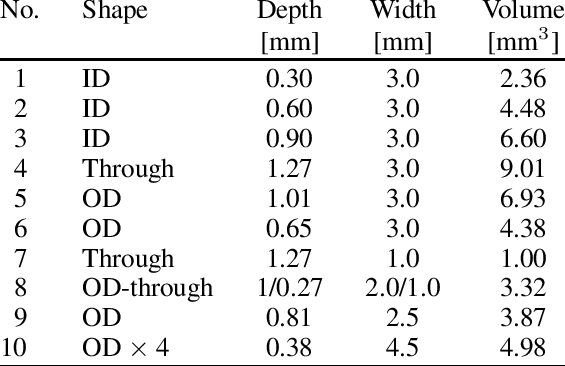 No. Shape Depth Width Volume
[mm] [mm] [mm³]
1 ID 0.30 3.0 2.36
2 ID 0.60 3.0 4.48
3 ID 0.90 3.0 6.60
4 Through 1.27 3.0 9.01
5 OD 1.01 3.0 6.93
6 OD 0.65 3.0 4.38
7 Through 1.27 1.0 1.00
8 OD-through 1/0.27 2.0/1.0 3.32
9 OD 0.81 2.5 3.87
10 OD × 4 0.38 4.5 4.98